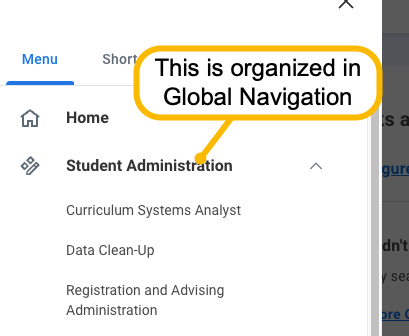 Menu
Short
This is organized in
Global Navigation
Home
Student Administration
Curriculum Systems Analyst
Data Clean-Up
Registration and Advising
Administration